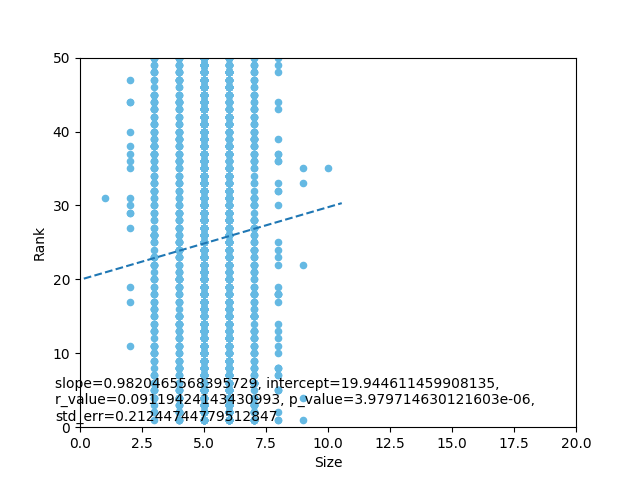 50
40
30
20
10
0
Rank
slope=0.9820465568395729, intercept=19.944611459908135,
r_value=0.09119424143430993, p_value=3.979714630121603e-06,
std_err=0.21244744779512847
0.0 2.5 5.0 7.5 10.0 12.5 15.0 17.5 20.0
Size